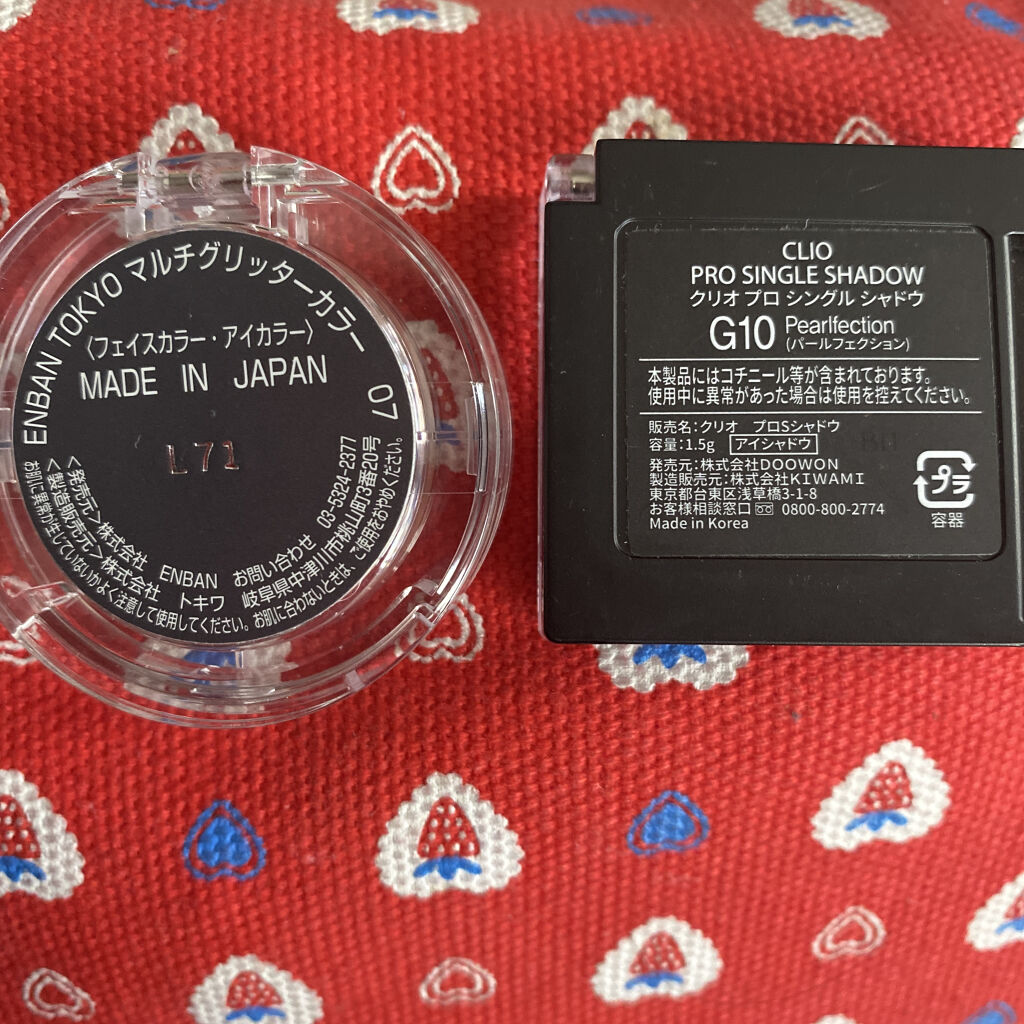 ENBAN TOKYO マルチグリッターカラー 07
〈フェイスカラー・アイカラー〉
MADE IN JAPAN
L71
<発売元>株式会社 ENBAN お問い合わせ 03-5324-2377
<製造販売元>株式会社 トキワ 岐阜県中津川市桃山町3番20号
お肌に異常が生じていないかよく注意して使用してください。お肌に合わないときは、ご使用をおやめください。
CLIO
PRO SINGLE SHADOW
クリオ プロ シングル シャドウ
G10 Pearlfection
(パールフェクション)
本製品にはコチニール等が含まれております。
使用中に異常があった場合は使用を控えてください。
販売名:クリオ プロSシャドウ
容量:1.5g アイシャドウ
発売元:株式会社DOOWON
製造販売元:株式会社KIWAMI
東京都台東区浅草橋3-1-8
お客様相談窓口 0800-800-2774
Made in Korea
プラ
容器